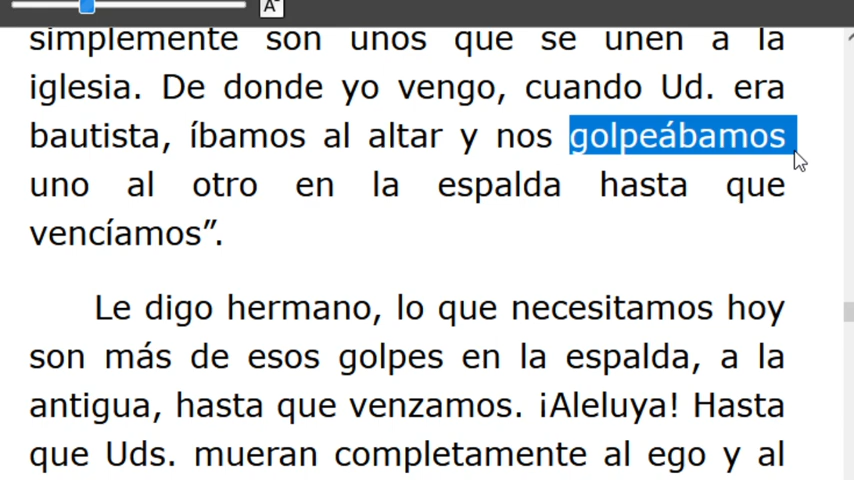 A
simplemente son unos que se unen a la
iglesia. De donde yo vengo, cuando Ud. era
bautista, íbamos al altar y nos golpeábamos
uno al otro en la espalda hasta que
vencíamos”.
Le digo hermano, lo que necesitamos hoy
son más de esos golpes en la espalda, a la
antigua, hasta que venzamos. ¡Aleluya! Hasta
que Uds. mueran completamente al ego y al